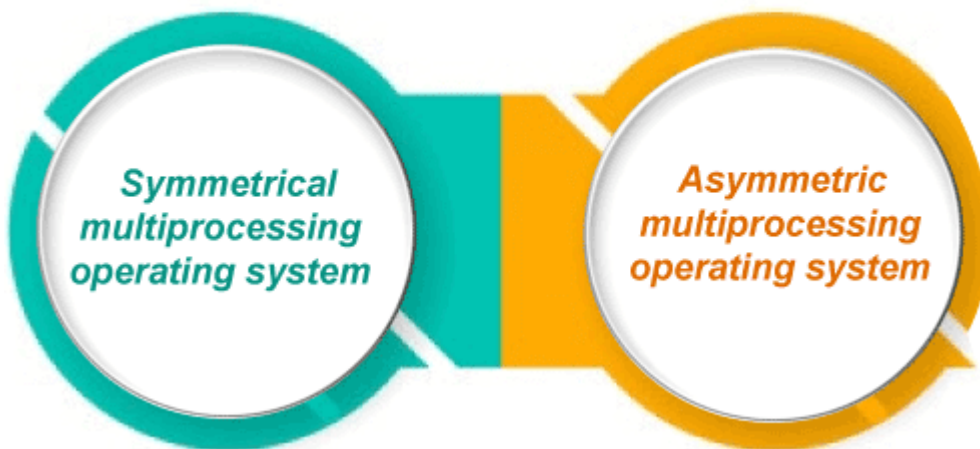 Symmetrical
multiprocessing
operating system
Asymmetric
multiprocessing
operating system